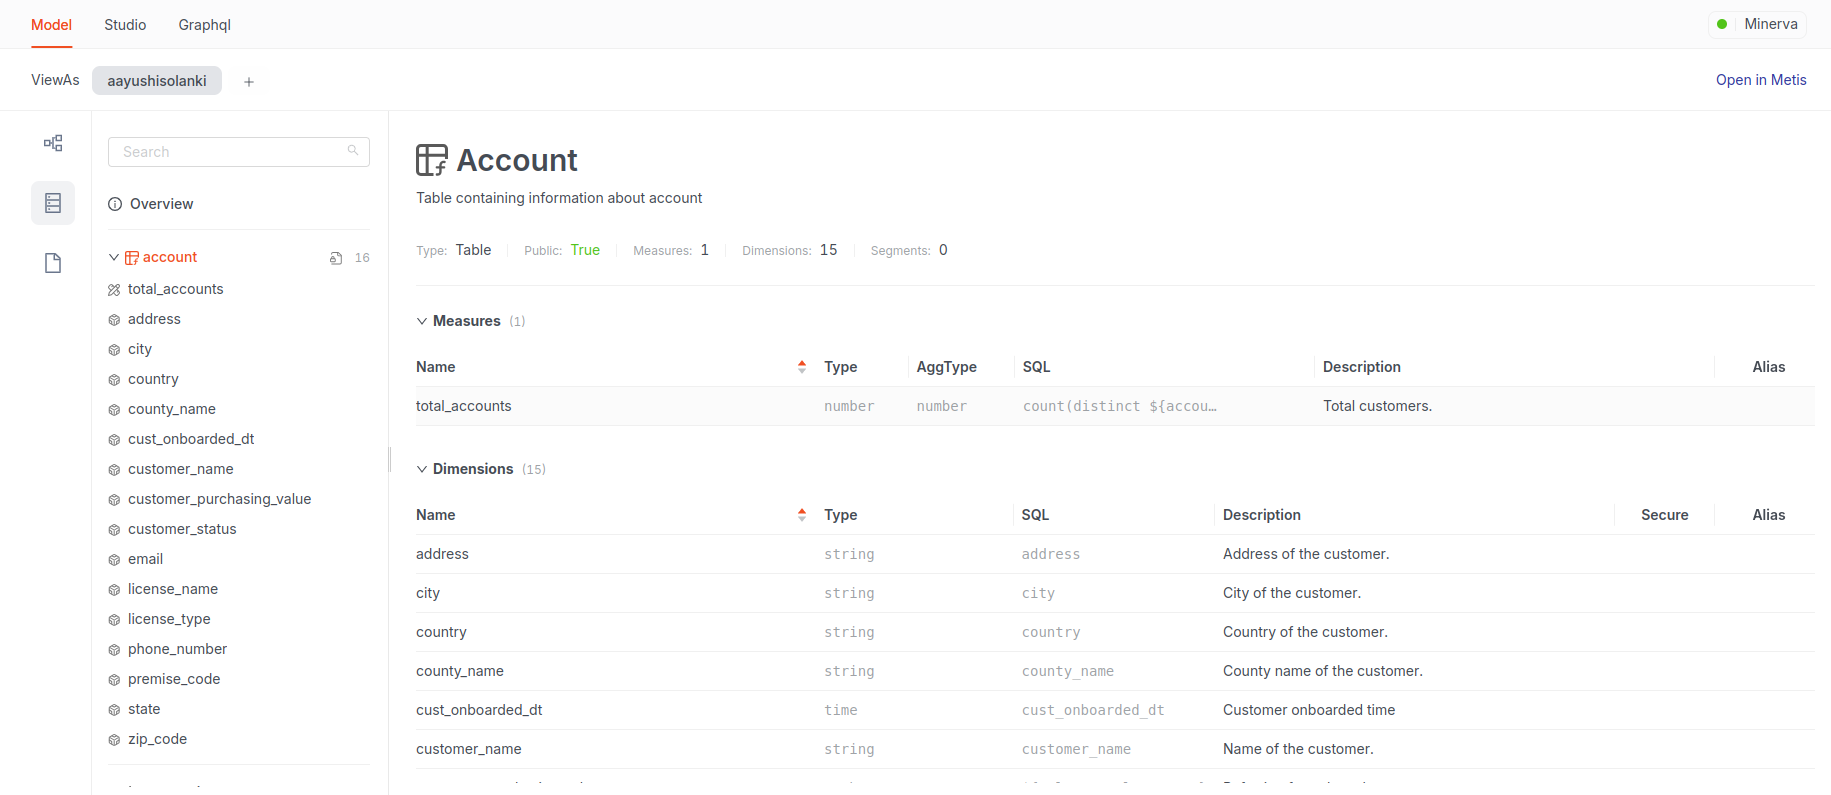 Model Studio Graphql Minerva
ViewAs aayushisolanki + Open in Metis
Search
Overview
account 16
total_accounts
address
city
country
county_name
cust_onboarded_dt
customer_name
customer_purchasing_value
customer_status
email
license_name
license_type
phone_number
premise_code
state
zip_code
Account
Table containing information about account
Type: Table Public: True Measures: 1 Dimensions: 15 Segments: 0
Measures (1)
Name Type AggType SQL Description Alias
total_accounts number number count(distinct ${accou… Total customers.
Dimensions (15)
Name Type SQL Description Secure Alias
address string address Address of the customer.
city string city City of the customer.
country string country Country of the customer.
county_name string county_name County name of the customer.
cust_onboarded_dt time cust_onboarded_dt Customer onboarded time
customer_name string customer_name Name of the customer.